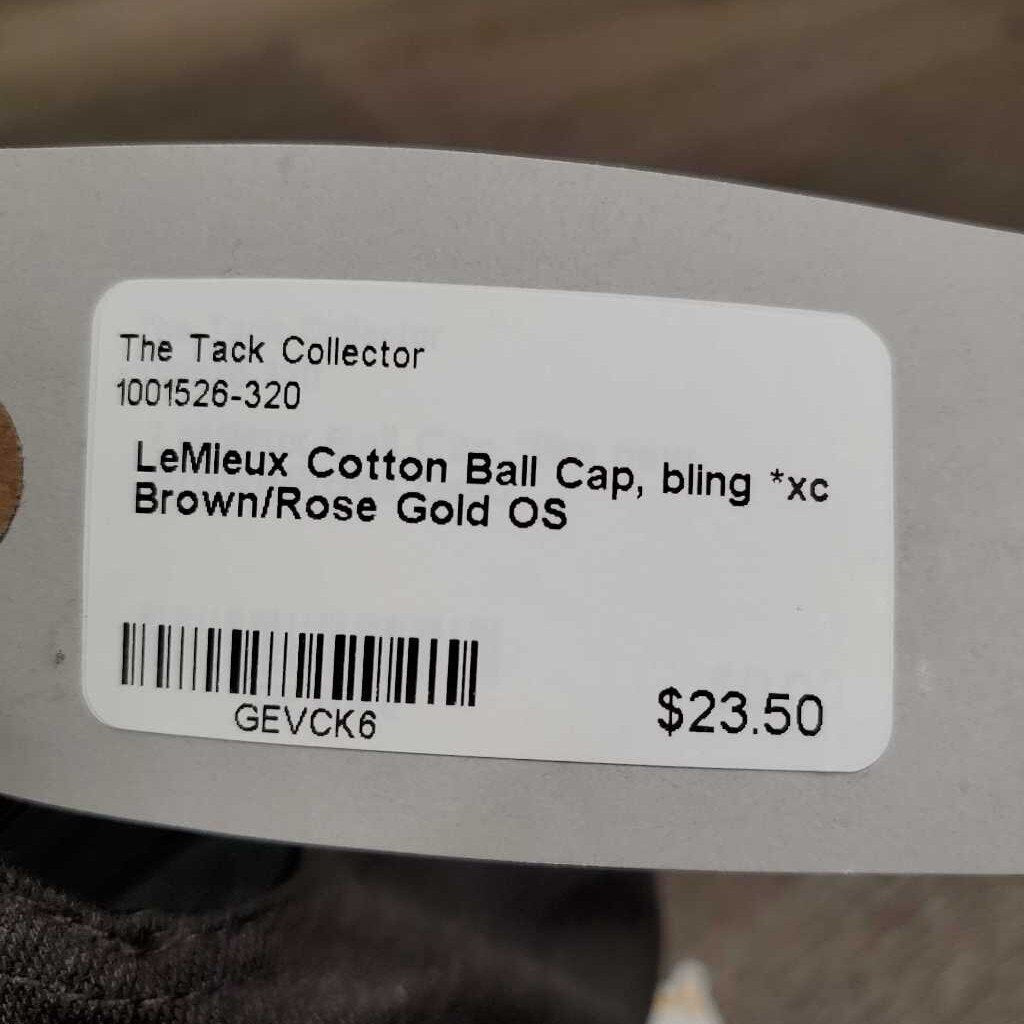 The Tack Collector
1001526-320
LeMieux Cotton Ball Cap, bling *xc
Brown/Rose Gold OS
GEVCK6
$23.50